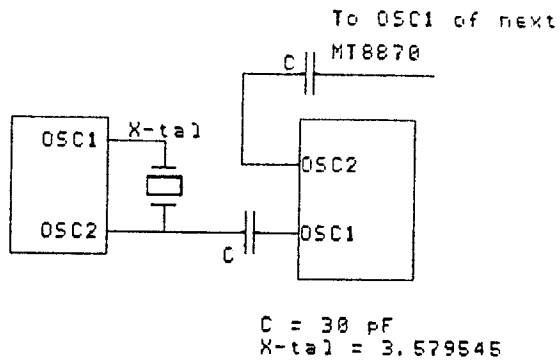 To OSC1 of next
MT8870
C
X-tal
OSC1
OSC2
OSC2
C
OSC1
C = 30 pF
X-tal = 3.579545